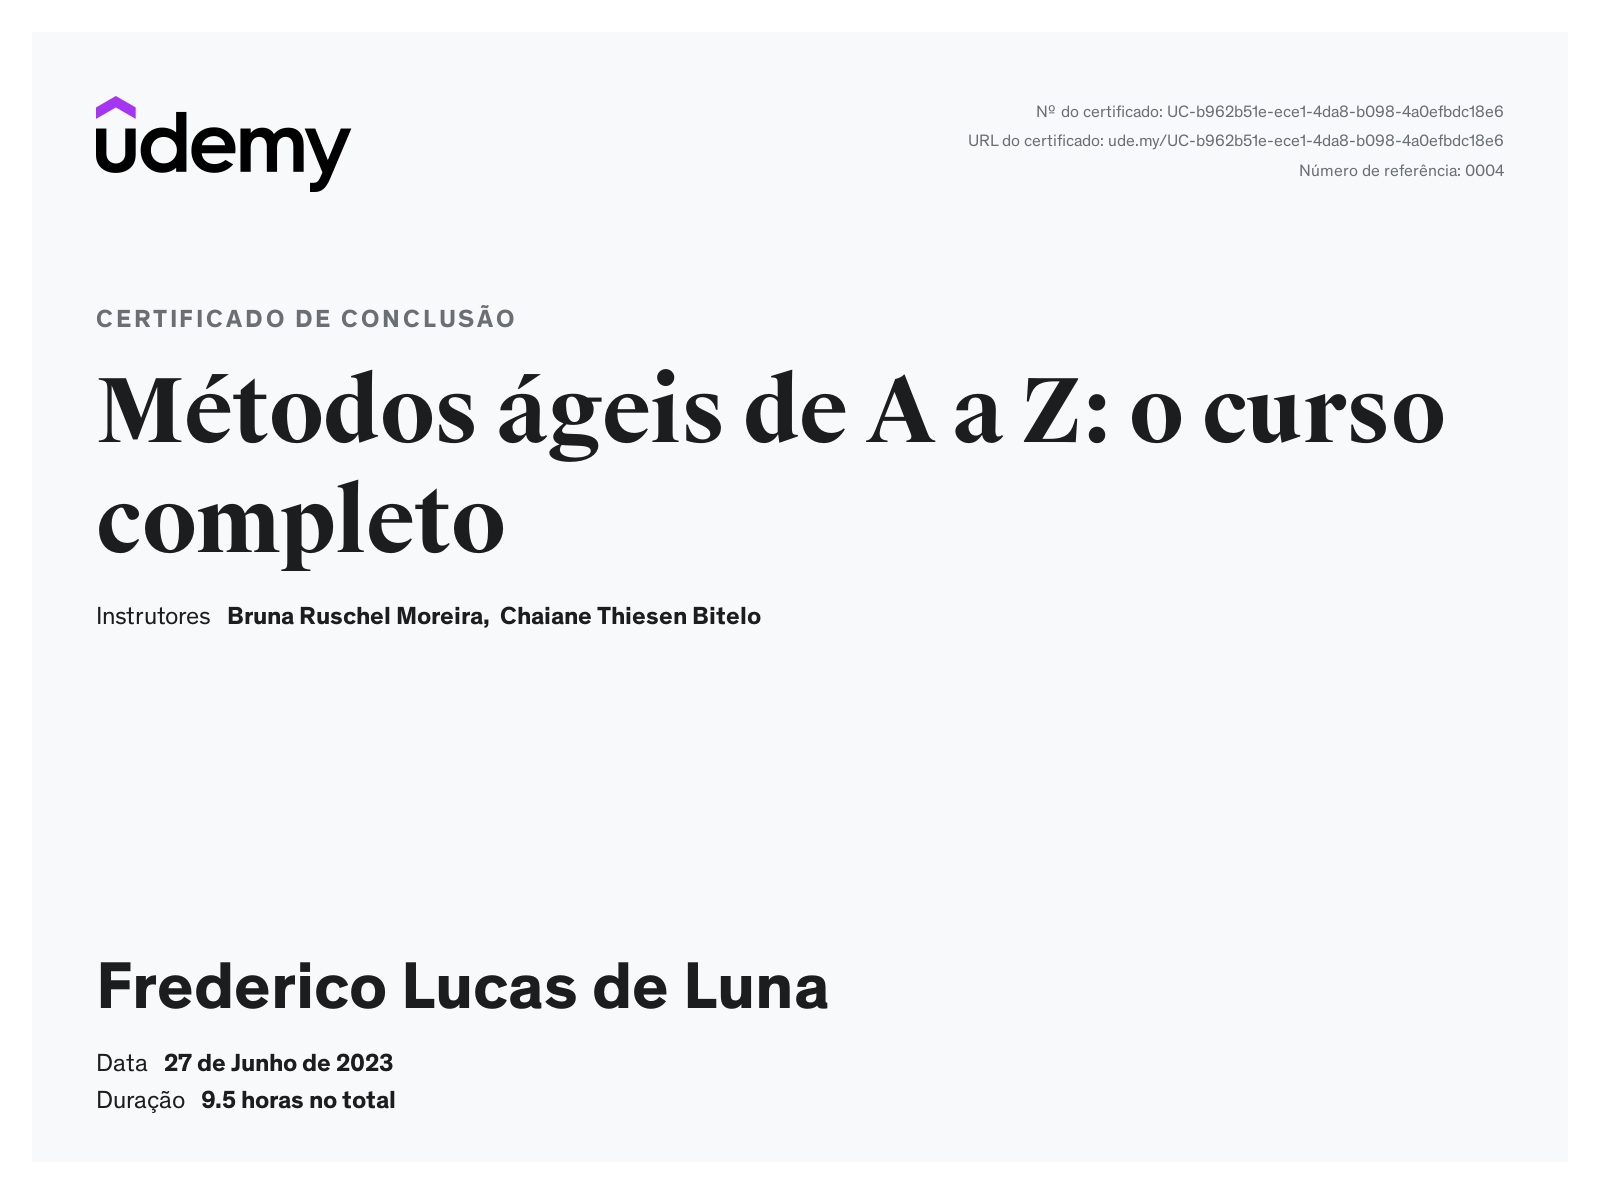 udemy
Nº do certificado: UC-b962b51e-ece1-4da8-b098-4a0efbdc18e6
URL do certificado: ude.my/UC-b962b51e-ece1-4da8-b098-4a0efbdc18e6
Número de referência: 0004
CERTIFICADO DE CONCLUSÃO
Métodos ágeis de A a Z: o curso
completo
Instrutores Bruna Ruschel Moreira, Chaiane Thiesen Bitelo
Frederico Lucas de Luna
Data 27 de Junho de 2023
Duração 9.5 horas no total